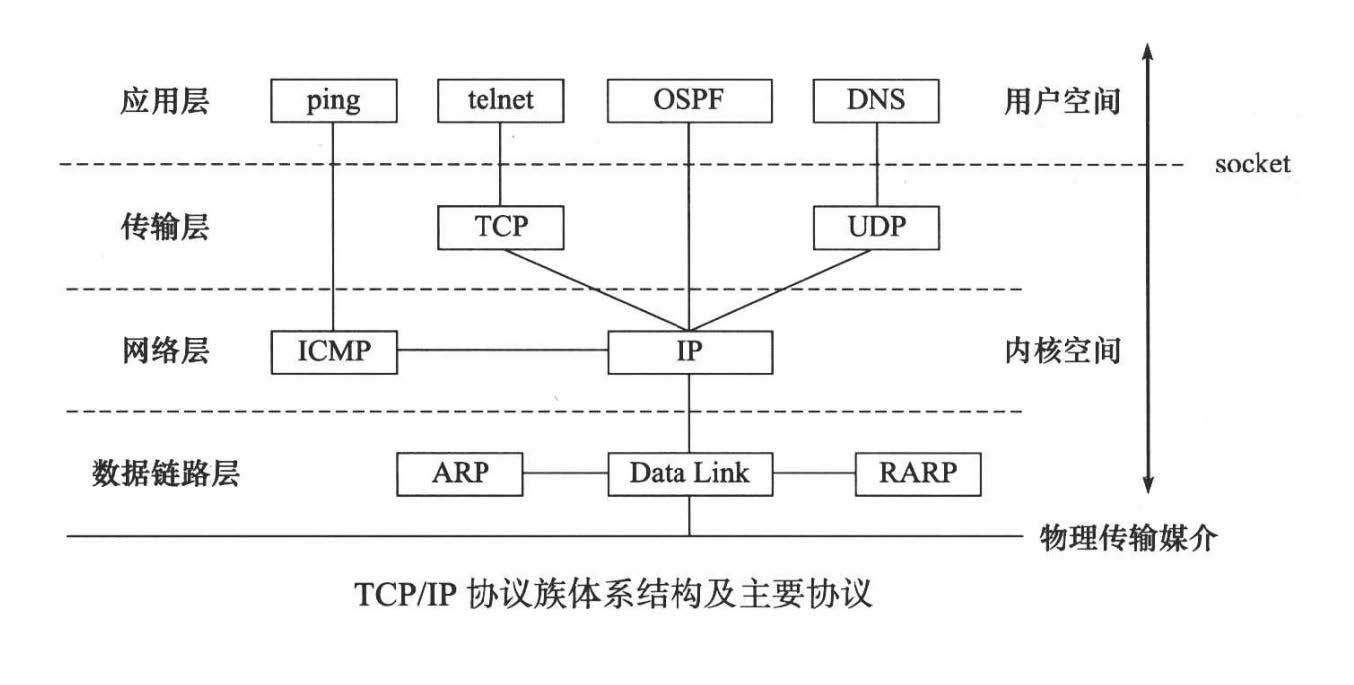 应用层 ping telnet OSPF DNS 用户空间
socket
传输层 TCP UDP
网络层 ICMP IP 内核空间
数据链路层 ARP Data Link RARP
物理传输媒介
TCP/IP 协议族体系结构及主要协议